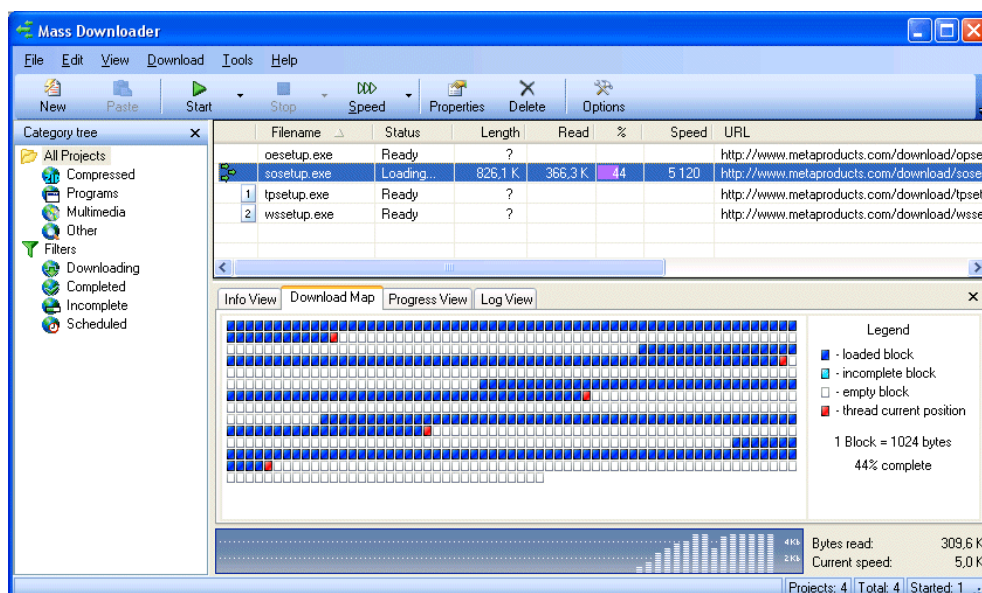 Mass Downloader
File Edit View Download Tools Help
New Paste Start Stop Speed Properties Delete Options
Category tree
All Projects
Compressed
Programs
Multimedia
Other
Filters
Downloading
Completed
Incomplete
Scheduled
Filename Status Length Read % Speed URL
oesetup.exe Ready ? http://www.metaproducts.com/download/opse
sosetup.exe Loading... 826,1 K 366,3 K 44 5 120 http://www.metaproducts.com/download/sose
1 tpsetup.exe Ready ? http://www.metaproducts.com/download/tpset
2 wssetup.exe Ready ? http://www.metaproducts.com/download/wsse
Info View Download Map Progress View Log View
Legend
- loaded block
- incomplete block
- empty block
- thread current position
1 Block = 1024 bytes
44% complete
4Kb
2Kb
Bytes read: 309,6 K
Current speed: 5,0 K
Projects: 4 Total: 4 Started: 1